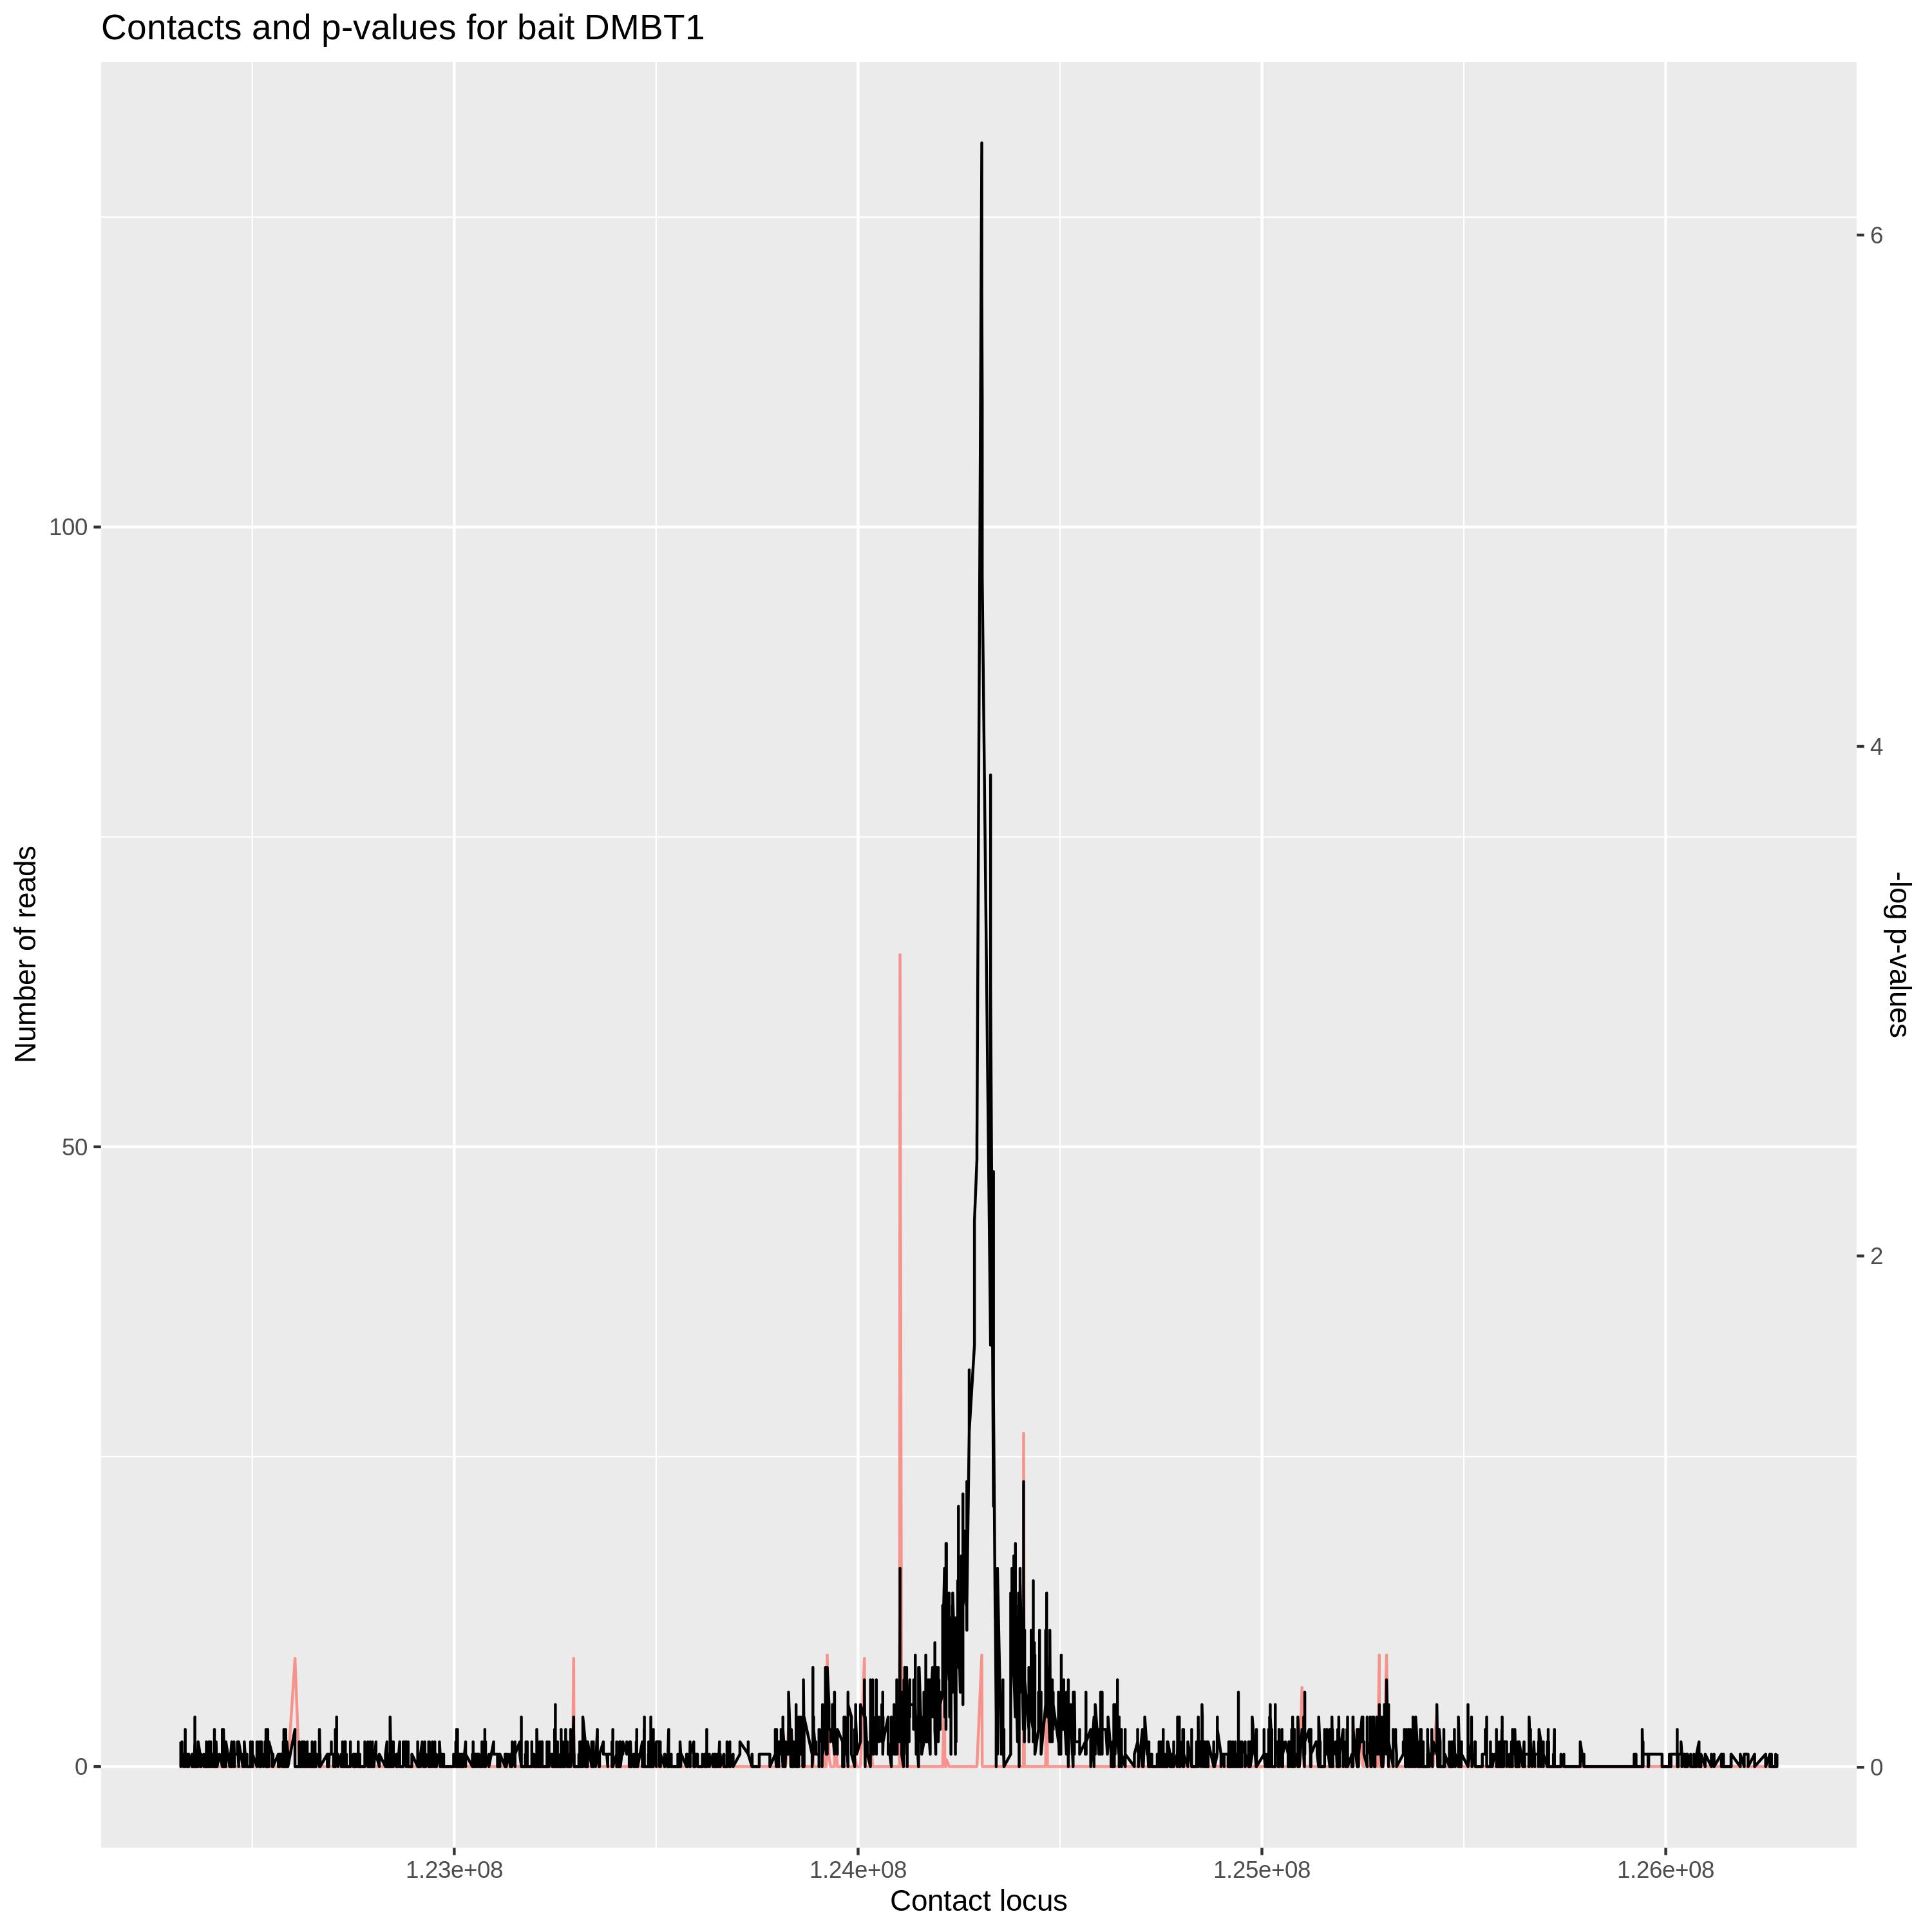 Contacts and p-values for bait DMBT1
Number of reads
100
50
0
6
4
2
0
-log p-values
1.23e+08
1.24e+08
1.25e+08
1.26e+08
Contact locus